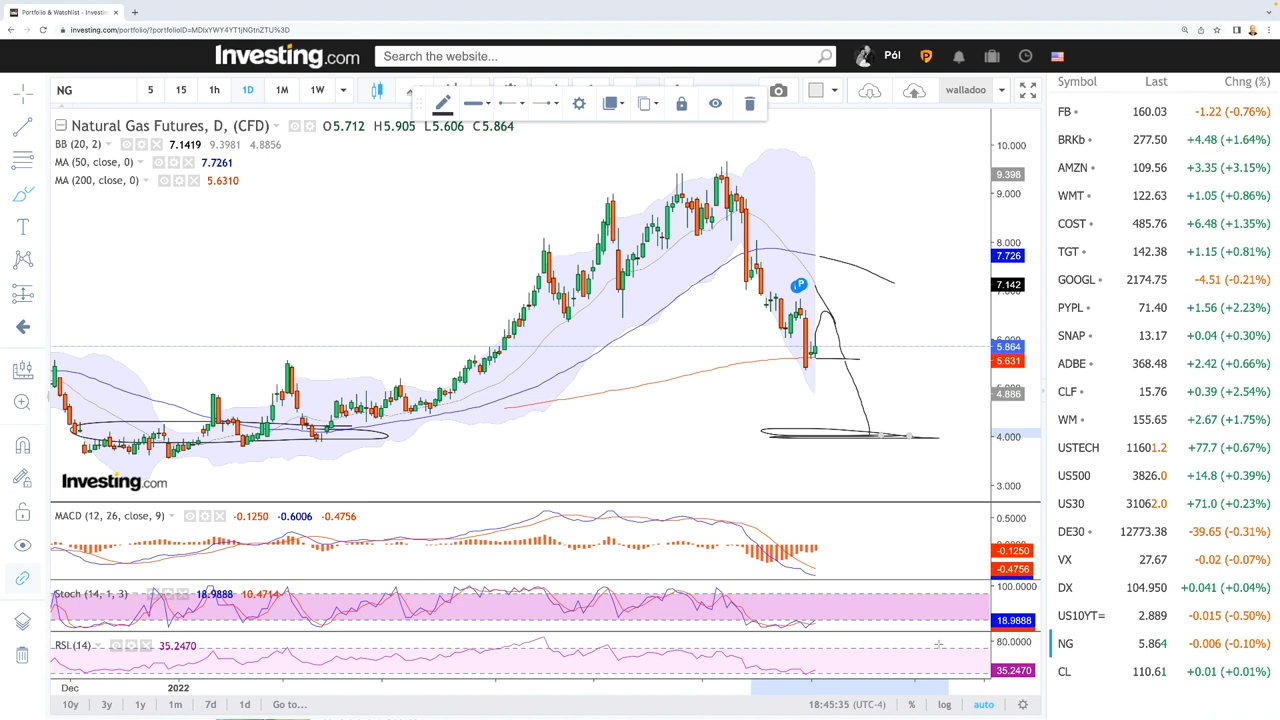 Portfolio & Watchlist - Investin
investing.com/portfolio/?portfolioID=MDIxYWY4YT1jNGtnZTU%3D
Investing.com
Search the website...
Pól
NG
5 15 1h 1D 1M 1W
walladoo
Natural Gas Futures, D, (CFD)
O5.712 H5.905 L5.606 C5.864
BB (20, 2) 7.1419 9.3981 4.8856
MA (50, close, 0) 7.7261
MA (200, close, 0) 5.6310
10.000
9.398
9.000
8.000
7.726
7.142
5.864
5.631
4.886
4.000
3.000
P
Investing.com
MACD (12, 26, close, 9) -0.1250 -0.6006 -0.4756
0.5000
-0.1250
-0.4756
Stoch (14, 1, 3) 18.9888 10.4714
100.0000
18.9888
RSI (14) 35.2470
80.0000
35.2470
Dec 2022
10y 3y 1y 1m 7d 1d Go to...
18:45:35 (UTC-4) % log auto
Symbol Last Chng (%)
FB 160.03 -1.22 (-0.76%)
BRKb 277.50 +4.48 (+1.64%)
AMZN 109.56 +3.35 (+3.15%)
WMT 122.63 +1.05 (+0.86%)
COST 485.76 +6.48 (+1.35%)
TGT 142.38 +1.15 (+0.81%)
GOOGL 2174.75 -4.51 (-0.21%)
PYPL 71.40 +1.56 (+2.23%)
SNAP 13.17 +0.04 (+0.30%)
ADBE 368.48 +2.42 (+0.66%)
CLF 15.76 +0.39 (+2.54%)
WM 155.65 +2.67 (+1.75%)
USTECH 11601.2 +77.7 (+0.67%)
US500 3826.0 +14.8 (+0.39%)
US30 31062.0 +71.0 (+0.23%)
DE30 12773.38 -39.65 (-0.31%)
VX 27.67 -0.02 (-0.07%)
DX 104.950 +0.041 (+0.04%)
US10YT= 2.889 -0.015 (-0.50%)
NG 5.864 -0.006 (-0.10%)
CL 110.61 +0.01 (+0.01%)